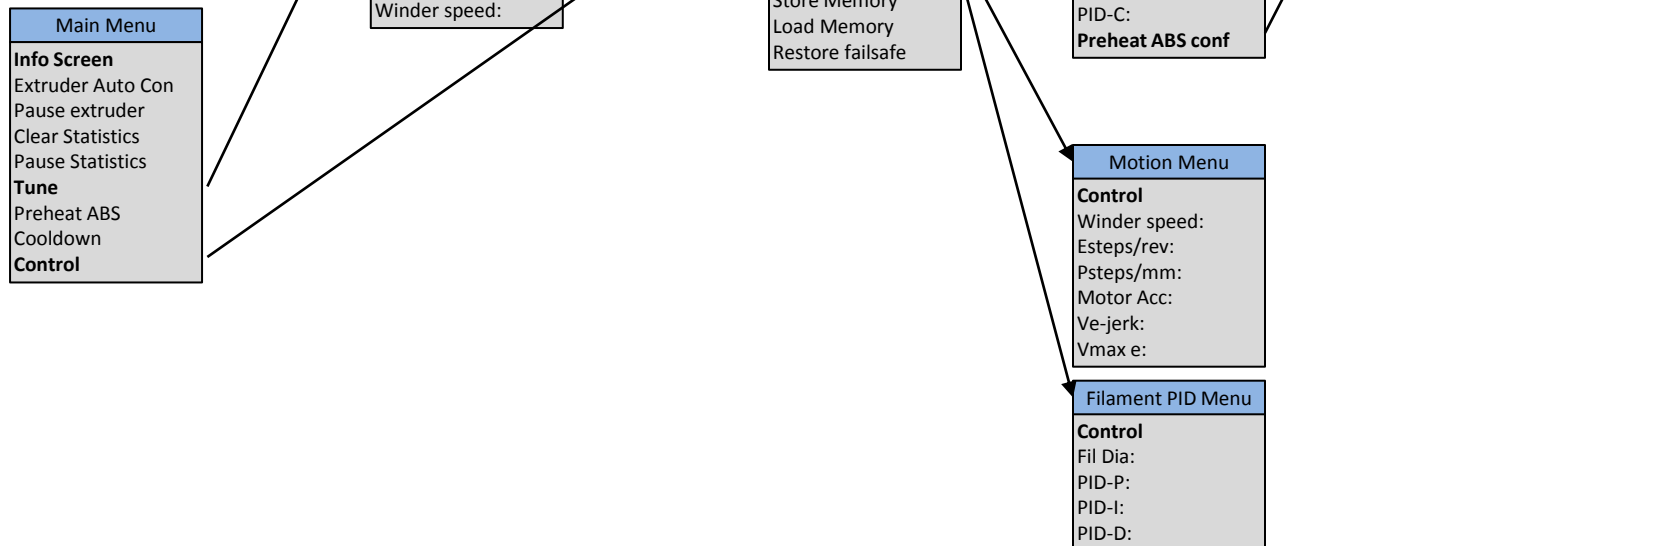 Main Menu
Info Screen
Extruder Auto Con
Pause extruder
Clear Statistics
Pause Statistics
Tune
Preheat ABS
Cooldown
Control
Winder speed:
Store Memory
Load Memory
Restore failsafe
PID-C:
Preheat ABS conf
Motion Menu
Control
Winder speed:
Esteps/rev:
Psteps/mm:
Motor Acc:
Ve-jerk:
Vmax e:
Filament PID Menu
Control
Fil Dia:
PID-P:
PID-I:
PID-D: